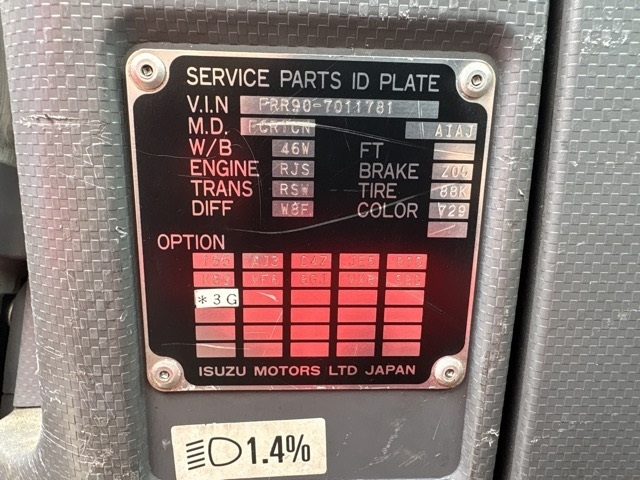 SERVICE PARTS ID PLATE
V.I.N FRR90-7011781
M.D. AIAJ
W/B 46W FT
ENGINE RJS BRAKE Z05
TRANS RSW TIRE 88K
DIFF W8F COLOR 729
OPTION
*3G
ISUZU MOTORS LTD JAPAN
1.4%